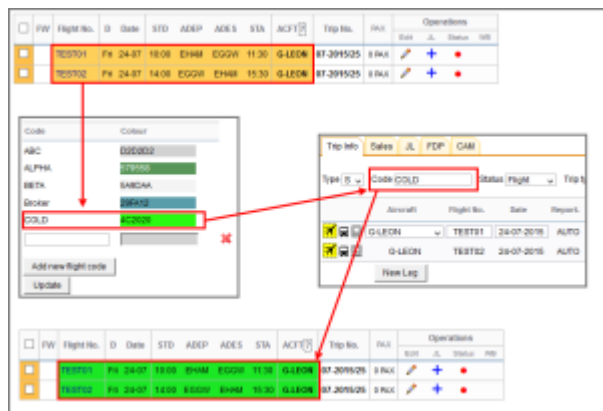 FW Flight No. D Date STD ADEP ADES STA ACFT Trip No. PAX Operations
Edit JL Status WB
TEST01 Fri 24-07 10:00 EHAM EGGW 11:30 G-LEON 07-2015/25 0 PAX
TEST02 Fri 24-07 14:00 EGGW EHAM 15:30 G-LEON 07-2015/25 0 PAX
Code Colour
ABC D2D2D2
ALPHA
BETA
Broker 29FA12
COLD 4C2020
Add new flight code
Update
Trip Info Sales JL FDP CAM
Type S Code COLD Status Flight Trip ty
Aircraft Flight No. Date Report.
G-LEON TEST01 24-07-2015 AUTO
G-LEON TEST02 24-07-2015 AUTO
New Leg
FW Flight No. D Date STD ADEP ADES STA ACFT Trip No. PAX Operations
Edit JL Status WB
TEST01 Fri 24-07 10:00 EHAM EGGW 11:30 G-LEON 07-2015/25 0 PAX
TEST02 Fri 24-07 14:00 EGGW EHAM 15:30 G-LEON 07-2015/25 0 PAX